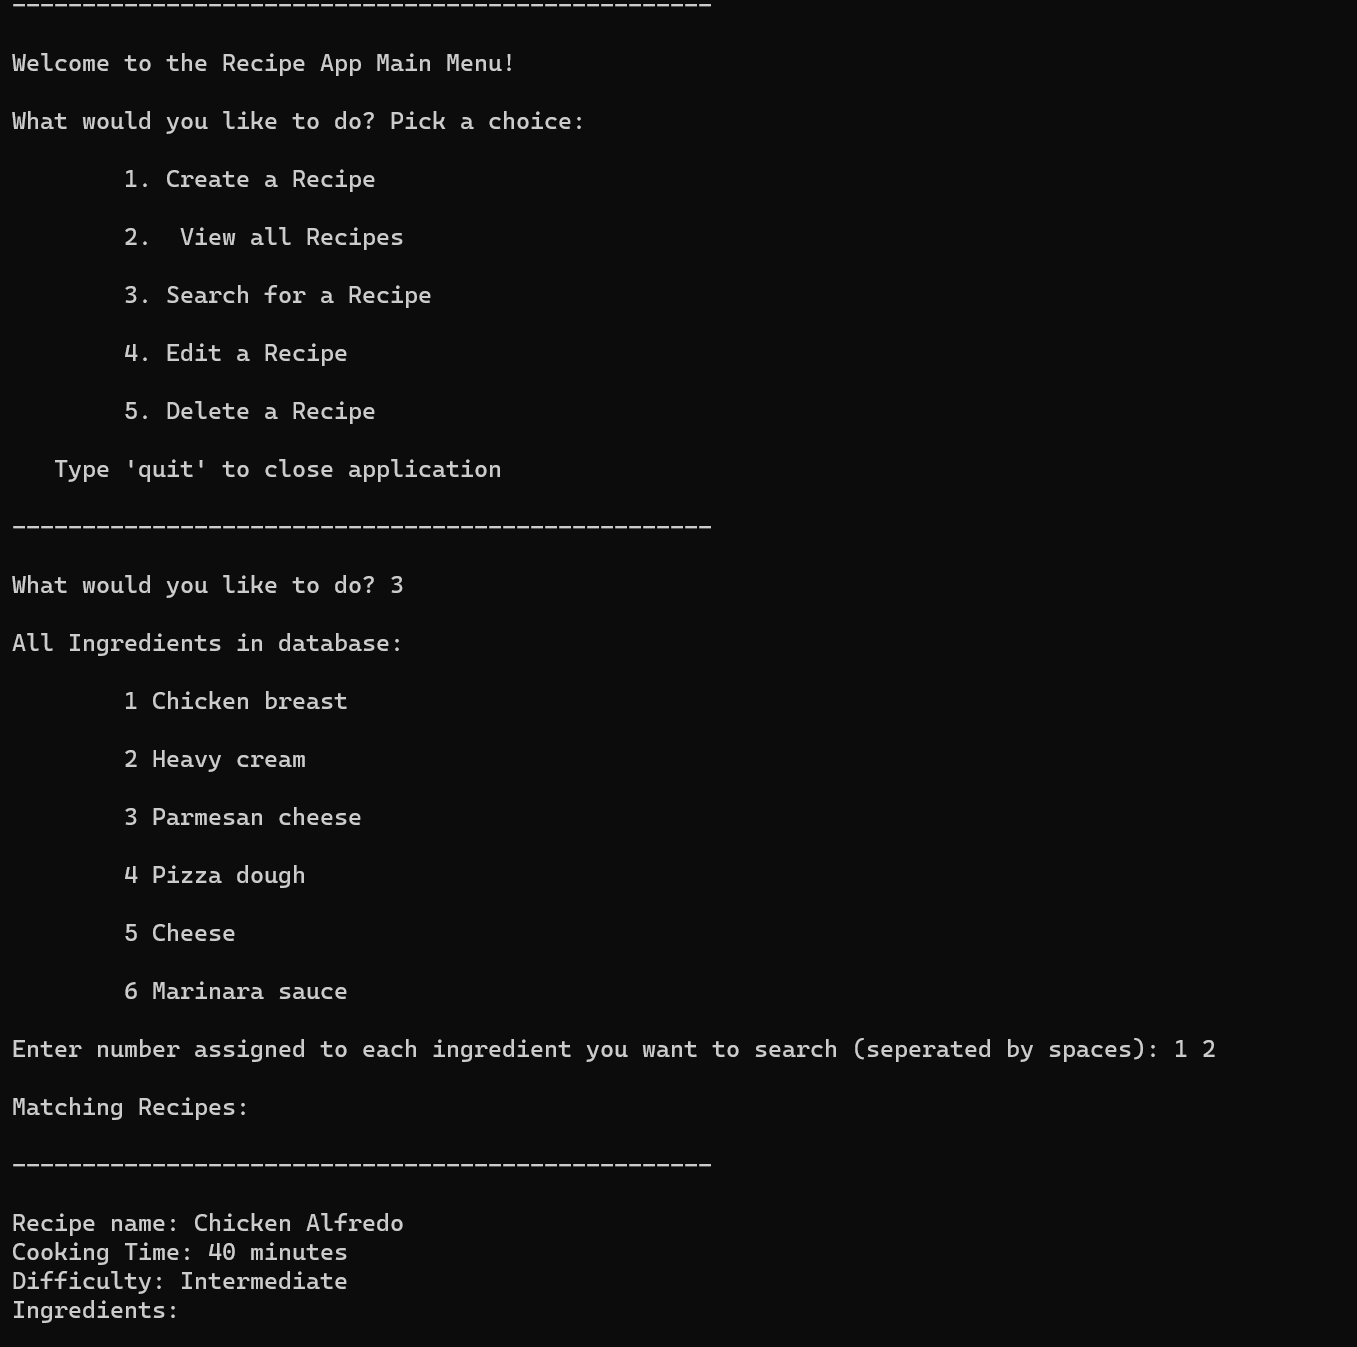 --------------------------------------------------
Welcome to the Recipe App Main Menu!
What would you like to do? Pick a choice:
1. Create a Recipe
2.  View all Recipes
3. Search for a Recipe
4. Edit a Recipe
5. Delete a Recipe
Type 'quit' to close application
--------------------------------------------------
What would you like to do? 3
All Ingredients in database:
1 Chicken breast
2 Heavy cream
3 Parmesan cheese
4 Pizza dough
5 Cheese
6 Marinara sauce
Enter number assigned to each ingredient you want to search (seperated by spaces): 1 2
Matching Recipes:
--------------------------------------------------
Recipe name: Chicken Alfredo
Cooking Time: 40 minutes
Difficulty: Intermediate
Ingredients: